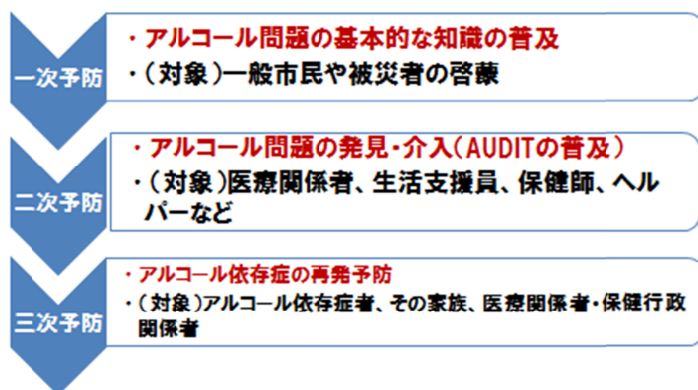 一次予防
・アルコール問題の基本的な知識の普及
・(対象)一般市民や被災者の啓蒙
二次予防
・アルコール問題の発見・介入(AUDITの普及)
・(対象)医療関係者、生活支援員、保健師、ヘル
パーなど
三次予防
・アルコール依存症の再発予防
・(対象)アルコール依存症者、その家族、医療関係者・保健行政
関係者